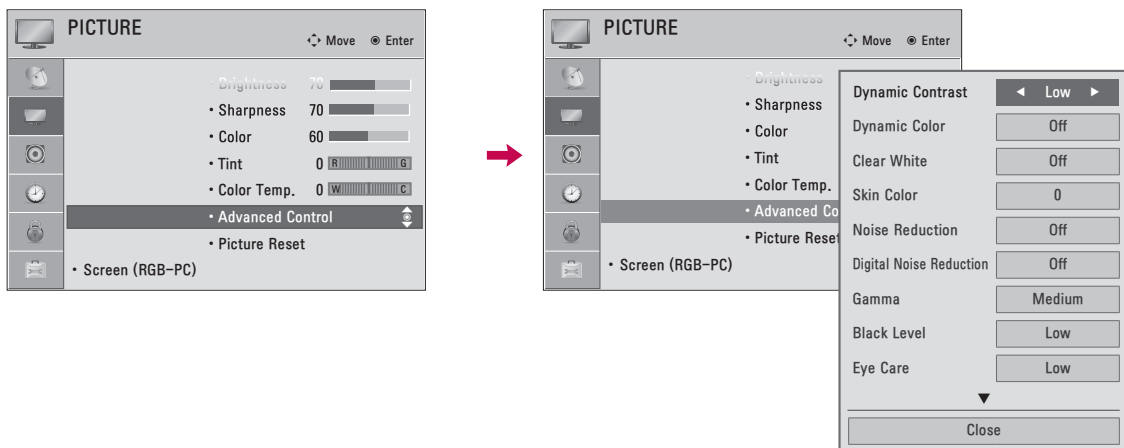 PICTURE
Move Enter
• Brightness 70
• Sharpness 70
• Color 60
• Tint 0 R G
• Color Temp. 0 W C
• Advanced Control
• Picture Reset
• Screen (RGB-PC)
PICTURE
Move Enter
• Brightness
• Sharpness
• Color
• Tint
• Color Temp.
• Advanced Co
• Picture Reset
• Screen (RGB-PC)
Dynamic Contrast ◄ Low ►
Dynamic Color Off
Clear White Off
Skin Color 0
Noise Reduction Off
Digital Noise Reduction Off
Gamma Medium
Black Level Low
Eye Care Low
▼
Close